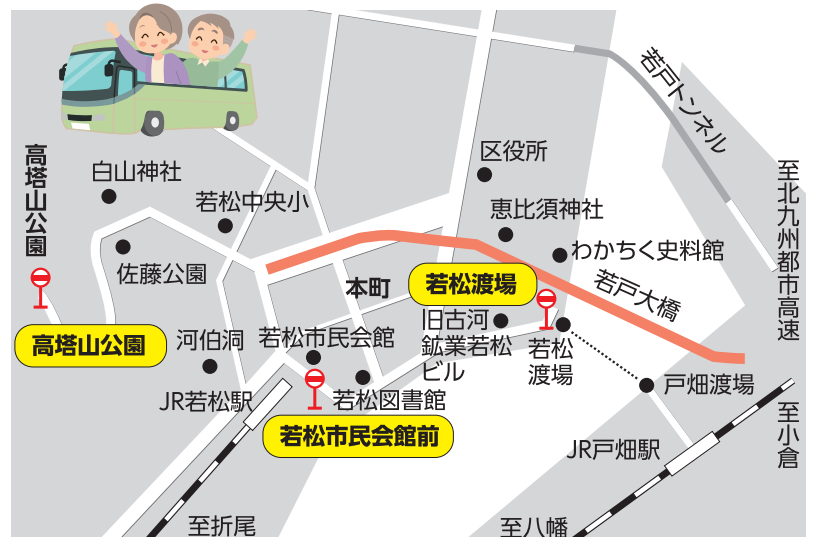 若戸トンネル
区役所
高塔山公園
白山神社
若松中央小
恵比須神社
至北九州都市高速
佐藤公園
わかちく史料館
本町
若松渡場
若戸大橋
高塔山公園
河伯洞
若松市民会館
旧古河
鉱業若松
ビル
若松
渡場
戸畑渡場
JR若松駅
若松図書館
若松市民会館前
JR戸畑駅
至小倉
至折尾
至八幡